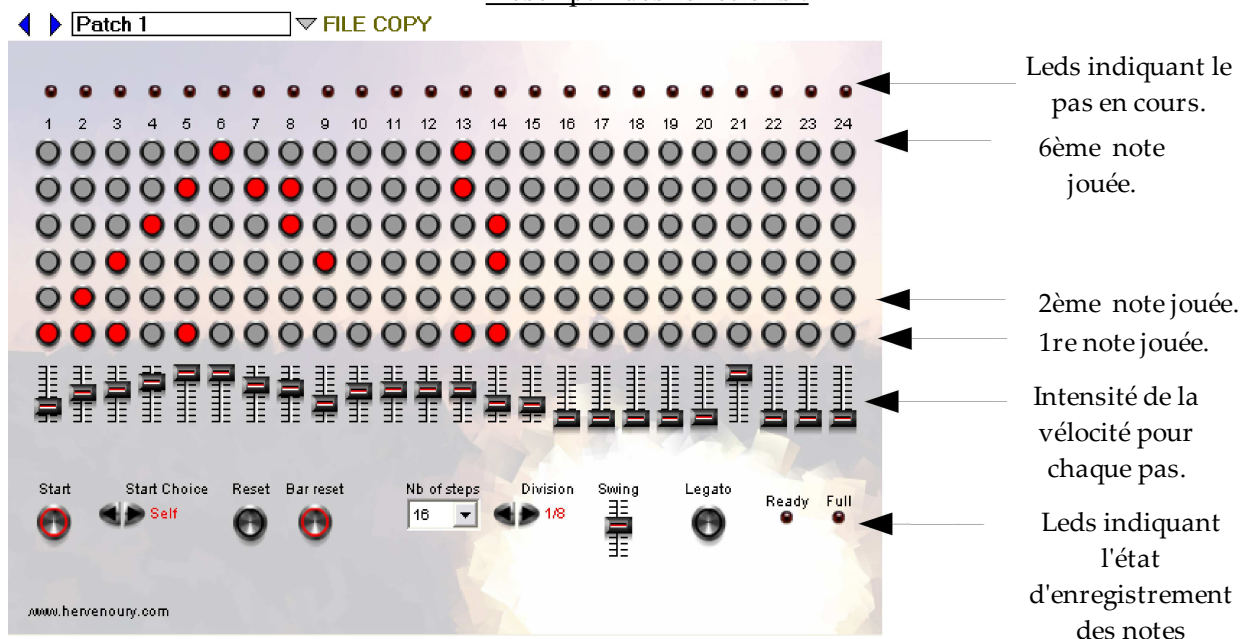 Patch 1 FILE COPY
Leds indiquant le
pas en cours.
1 2 3 4 5 6 7 8 9 10 11 12 13 14 15 16 17 18 19 20 21 22 23 24
6ème note
jouée.
2ème note jouée.
1re note jouée.
Intensité de la
vélocité pour
chaque pas.
Start Start Choice Reset Bar reset Nb of steps Division Swing Legato Ready Full
Self 16 1/8
Leds indiquant
l'état
d'enregistrement
des notes
www.hervenoury.com